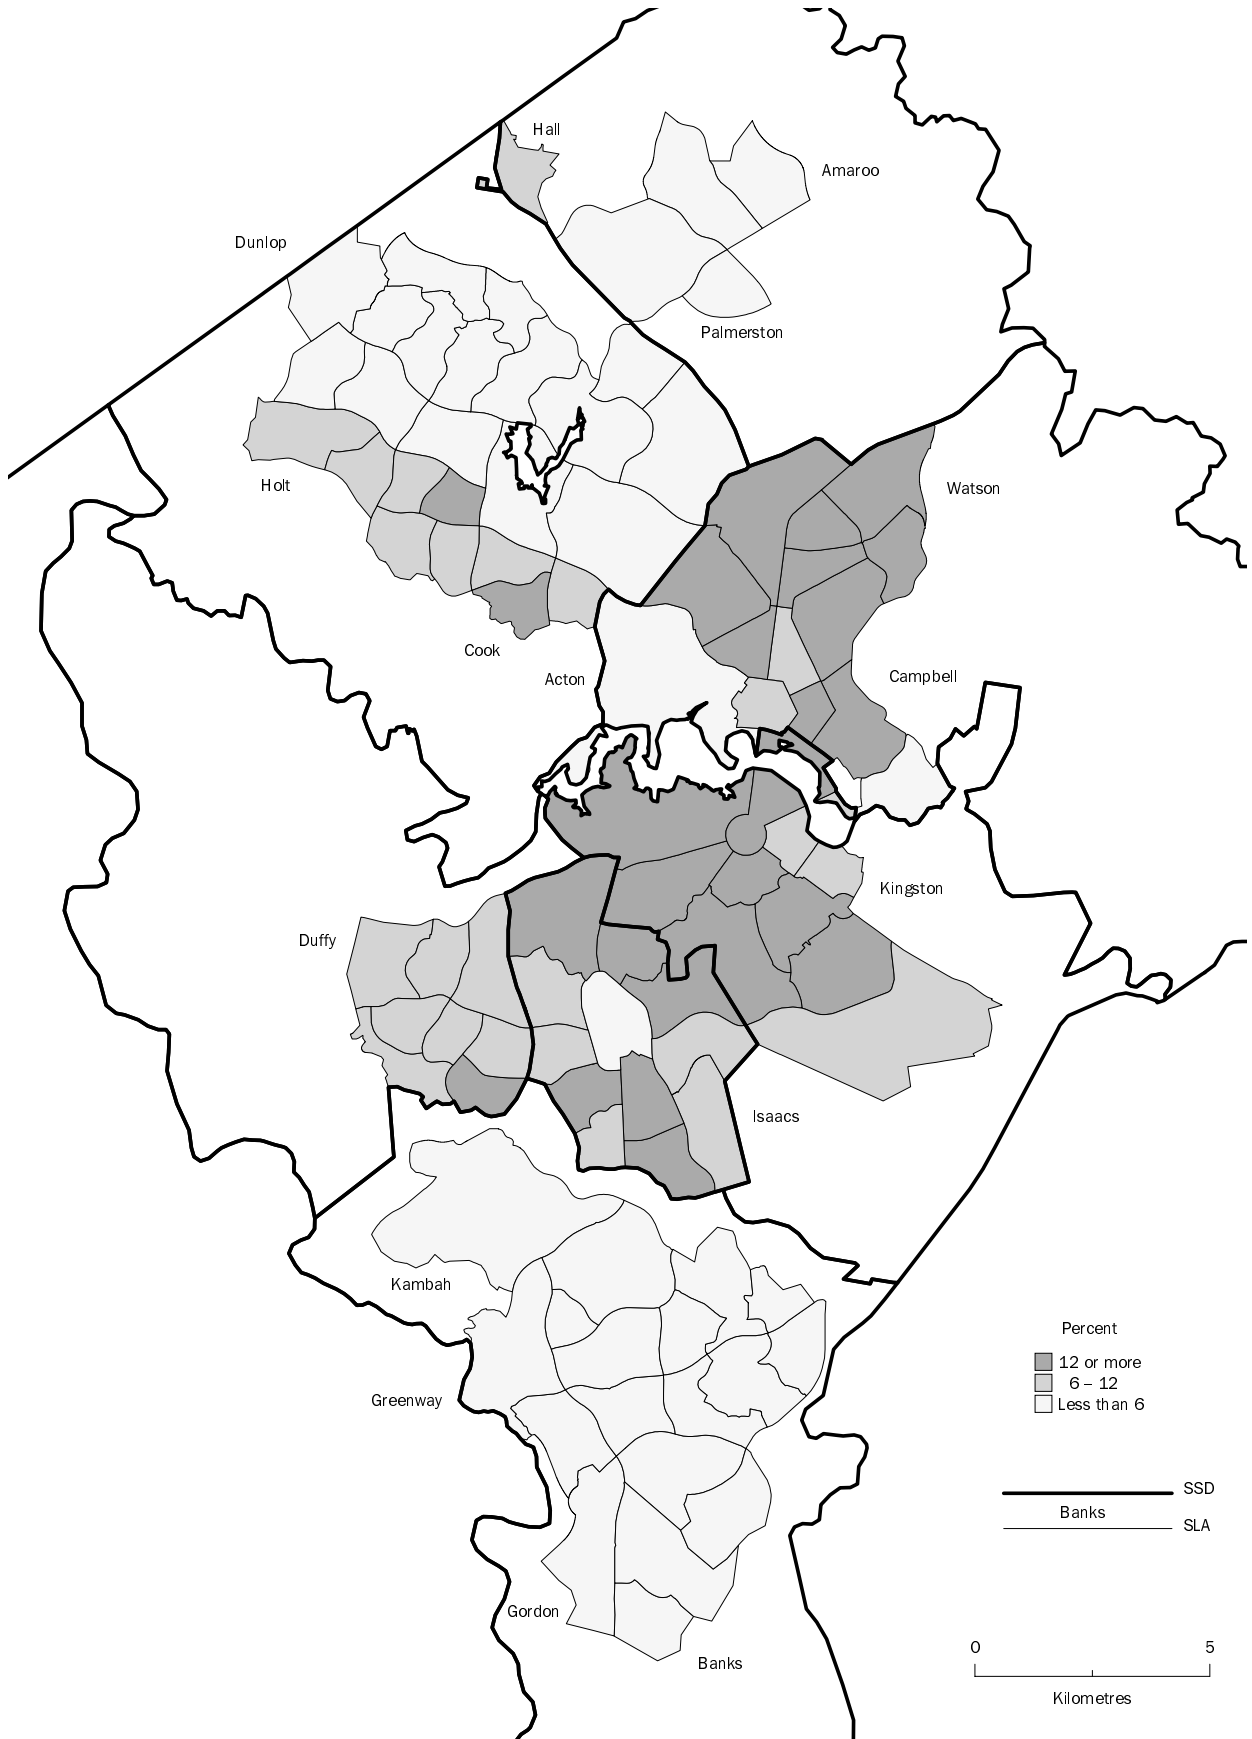 Hall
Amaroo
Dunlop
Palmerston
Holt
Watson
Cook
Acton
Campbell
Kingston
Duffy
Isaacs
Kambah
Percent
12 or more
6 – 12
Less than 6
Greenway
SSD
Banks
SLA
Gordon
Banks
0 5
Kilometres